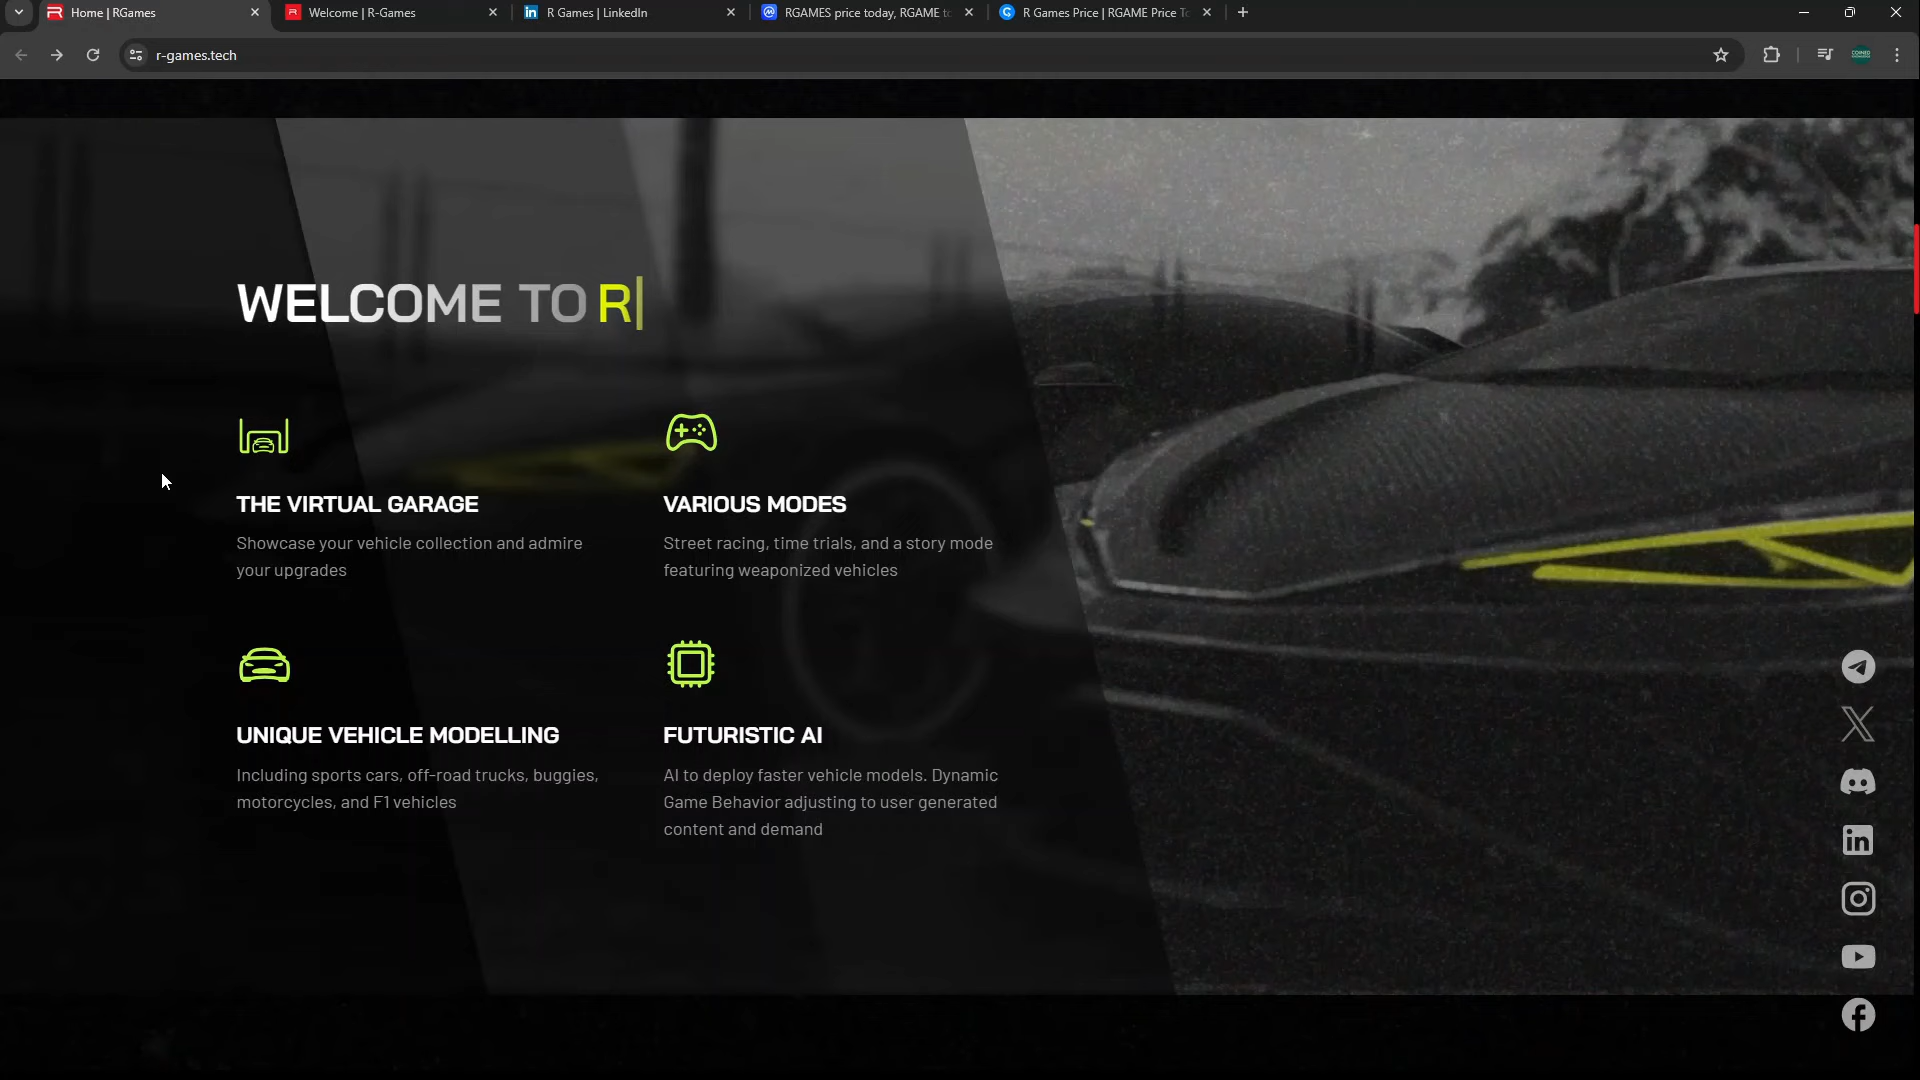 Home | RGames
Welcome | R-Games
R Games | LinkedIn
RGAMES price today, RGAME to
R Games Price | RGAME Price To
r-games.tech
WELCOME TO R
THE VIRTUAL GARAGE
Showcase your vehicle collection and admire
your upgrades
VARIOUS MODES
Street racing, time trials, and a story mode
featuring weaponized vehicles
UNIQUE VEHICLE MODELLING
Including sports cars, off-road trucks, buggies,
motorcycles, and F1 vehicles
FUTURISTIC AI
AI to deploy faster vehicle models. Dynamic
Game Behavior adjusting to user generated
content and demand